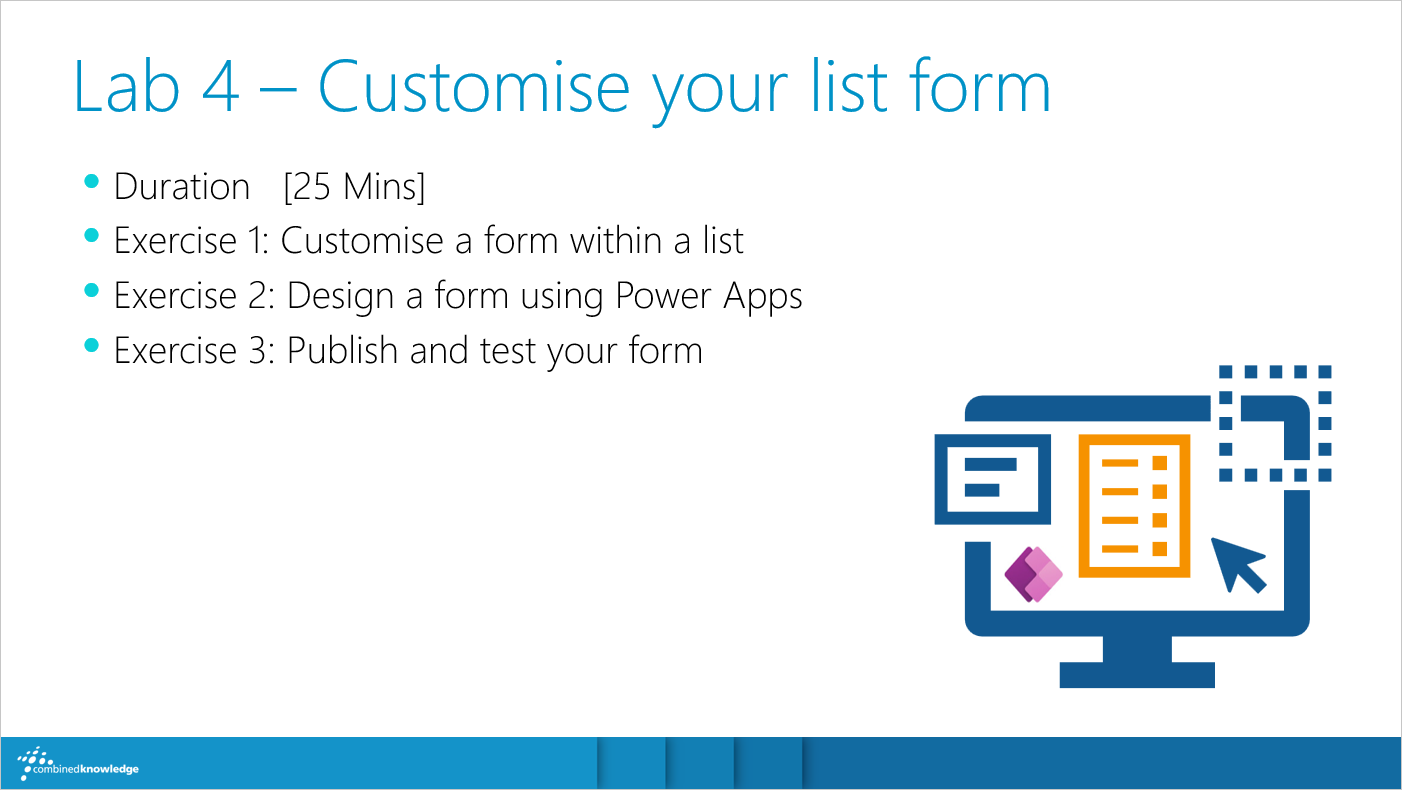 Lab 4 – Customise your list form
• Duration [25 Mins]
• Exercise 1: Customise a form within a list
• Exercise 2: Design a form using Power Apps
• Exercise 3: Publish and test your form
combinedknowledge